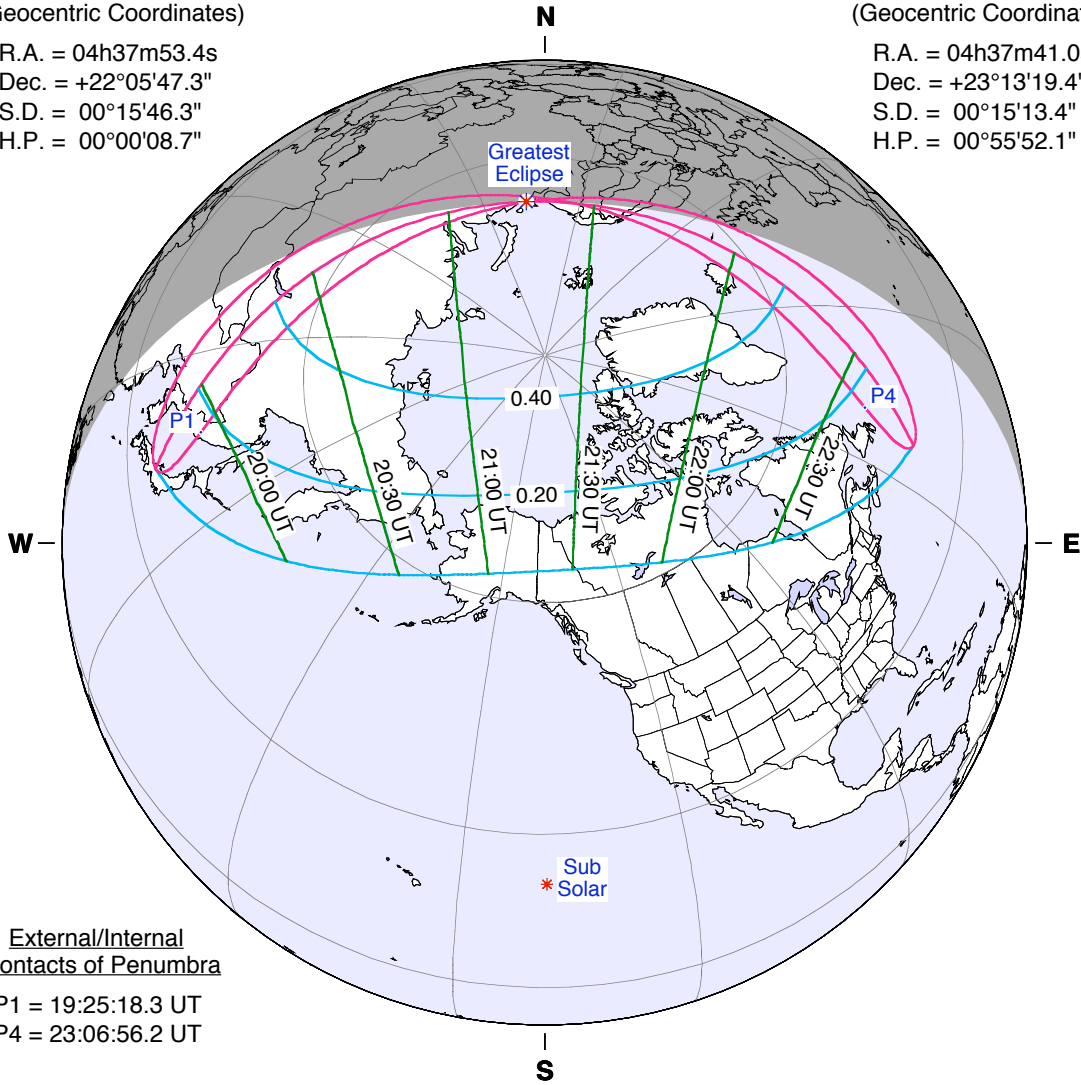 Geocentric Coordinates)
R.A. = 04h37m53.4s
Dec. = +22°05'47.3"
S.D. = 00°15'46.3"
H.P. = 00°00'08.7"
N
(Geocentric Coordinat
R.A. = 04h37m41.0
Dec. = +23°13'19.4"
S.D. = 00°15'13.4"
H.P. = 00°55'52.1"
Greatest
Eclipse
P1
P4
0.40
0.20
20:00 UT
20:30 UT
21:00 UT
21:30 UT
22:00 UT
22:30 UT
W
E
Sub
Solar
External/Internal
ontacts of Penumbra
P1 = 19:25:18.3 UT
P4 = 23:06:56.2 UT
S